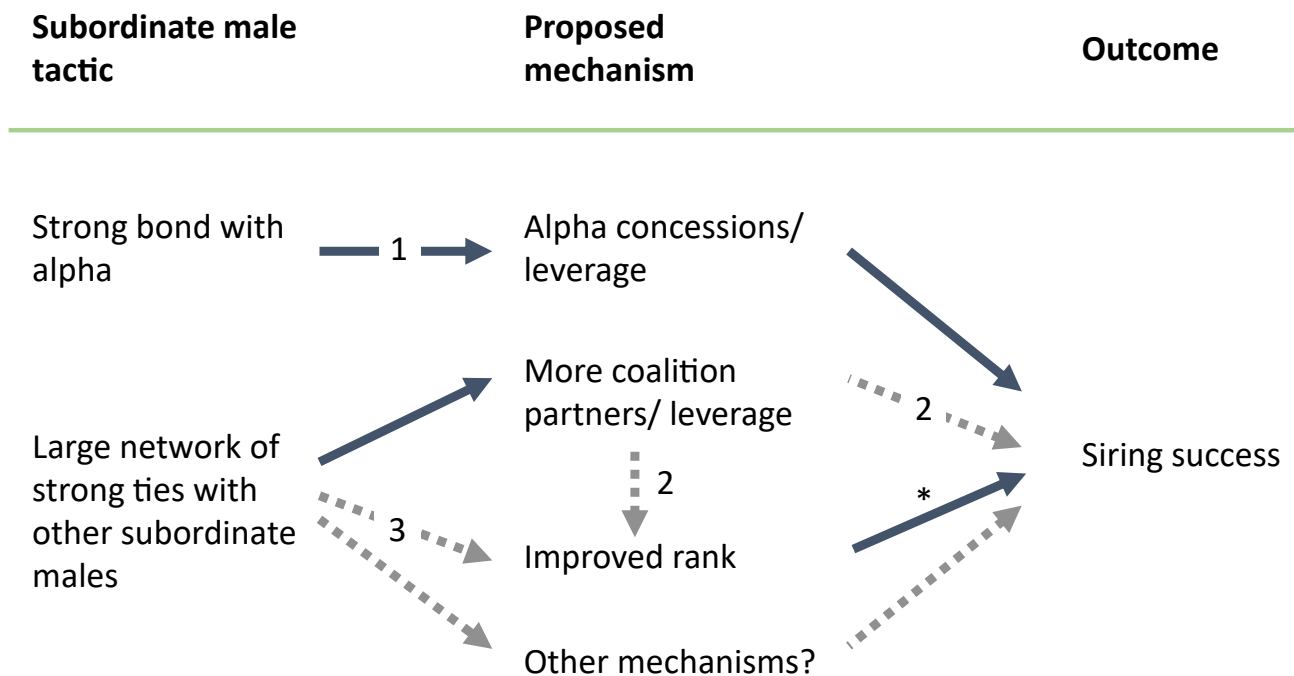 Subordinate male
tactic
Proposed
mechanism
Outcome
Strong bond with
alpha
1
Alpha concessions/
leverage
More coalition
partners/ leverage
2
2
Large network of
strong ties with
other subordinate
males
3
Improved rank
*
Siring success
Other mechanisms?